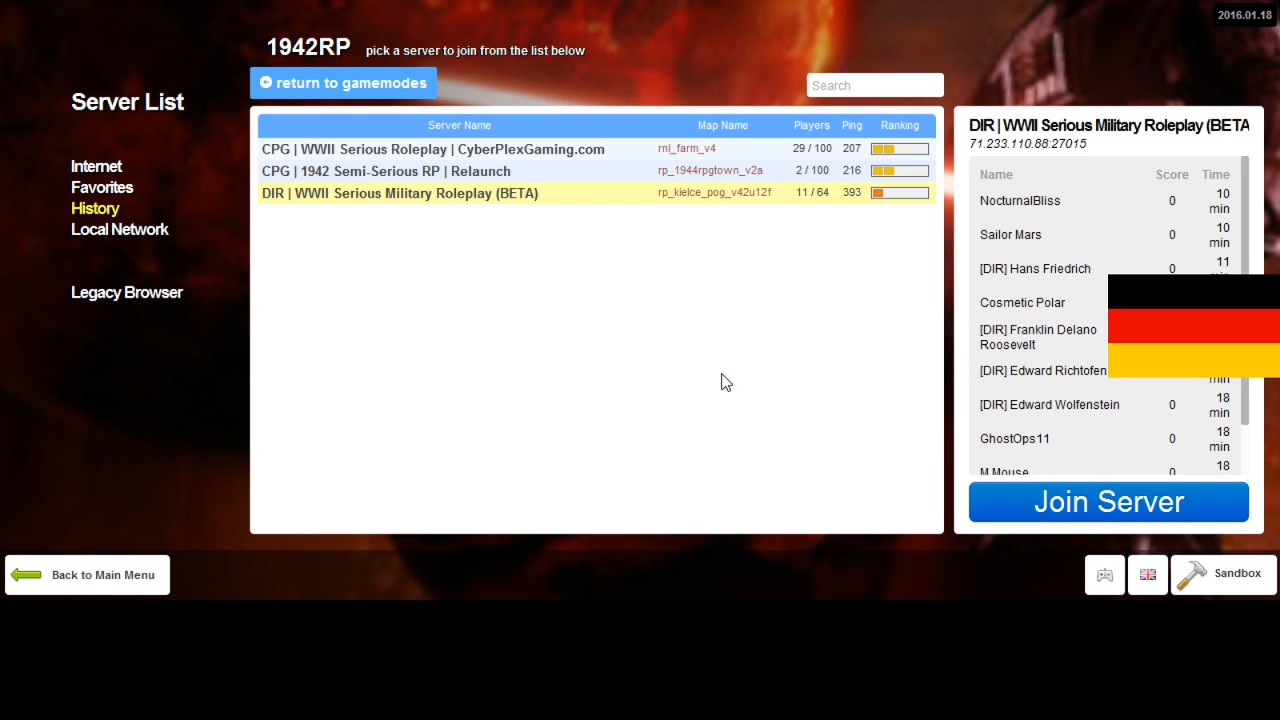 2016.01.18
1942RP pick a server to join from the list below
return to gamemodes
Search
Server List
Internet
Favorites
History
Local Network
Legacy Browser
Server Name Map Name Players Ping Ranking
CPG | WWII Serious Roleplay | CyberPlexGaming.com rnl_farm_v4 29 / 100 207
CPG | 1942 Semi-Serious RP | Relaunch rp_1944rpgtown_v2a 2 / 100 216
DIR | WWII Serious Military Roleplay (BETA) rp_kielce_pog_v42u12f 11 / 64 393
DIR | WWII Serious Military Roleplay (BETA
71.233.110.88:27015
Name Score Time
NocturnalBliss 0 10 min
Sailor Mars 0 10 min
[DIR] Hans Friedrich 0 11
Cosmetic Polar
[DIR] Franklin Delano
Roosevelt
[DIR] Edward Richtofen
min
[DIR] Edward Wolfenstein 0 18 min
GhostOps11 0 18 min
M.Mouse 0 18
Join Server
Back to Main Menu
Sandbox